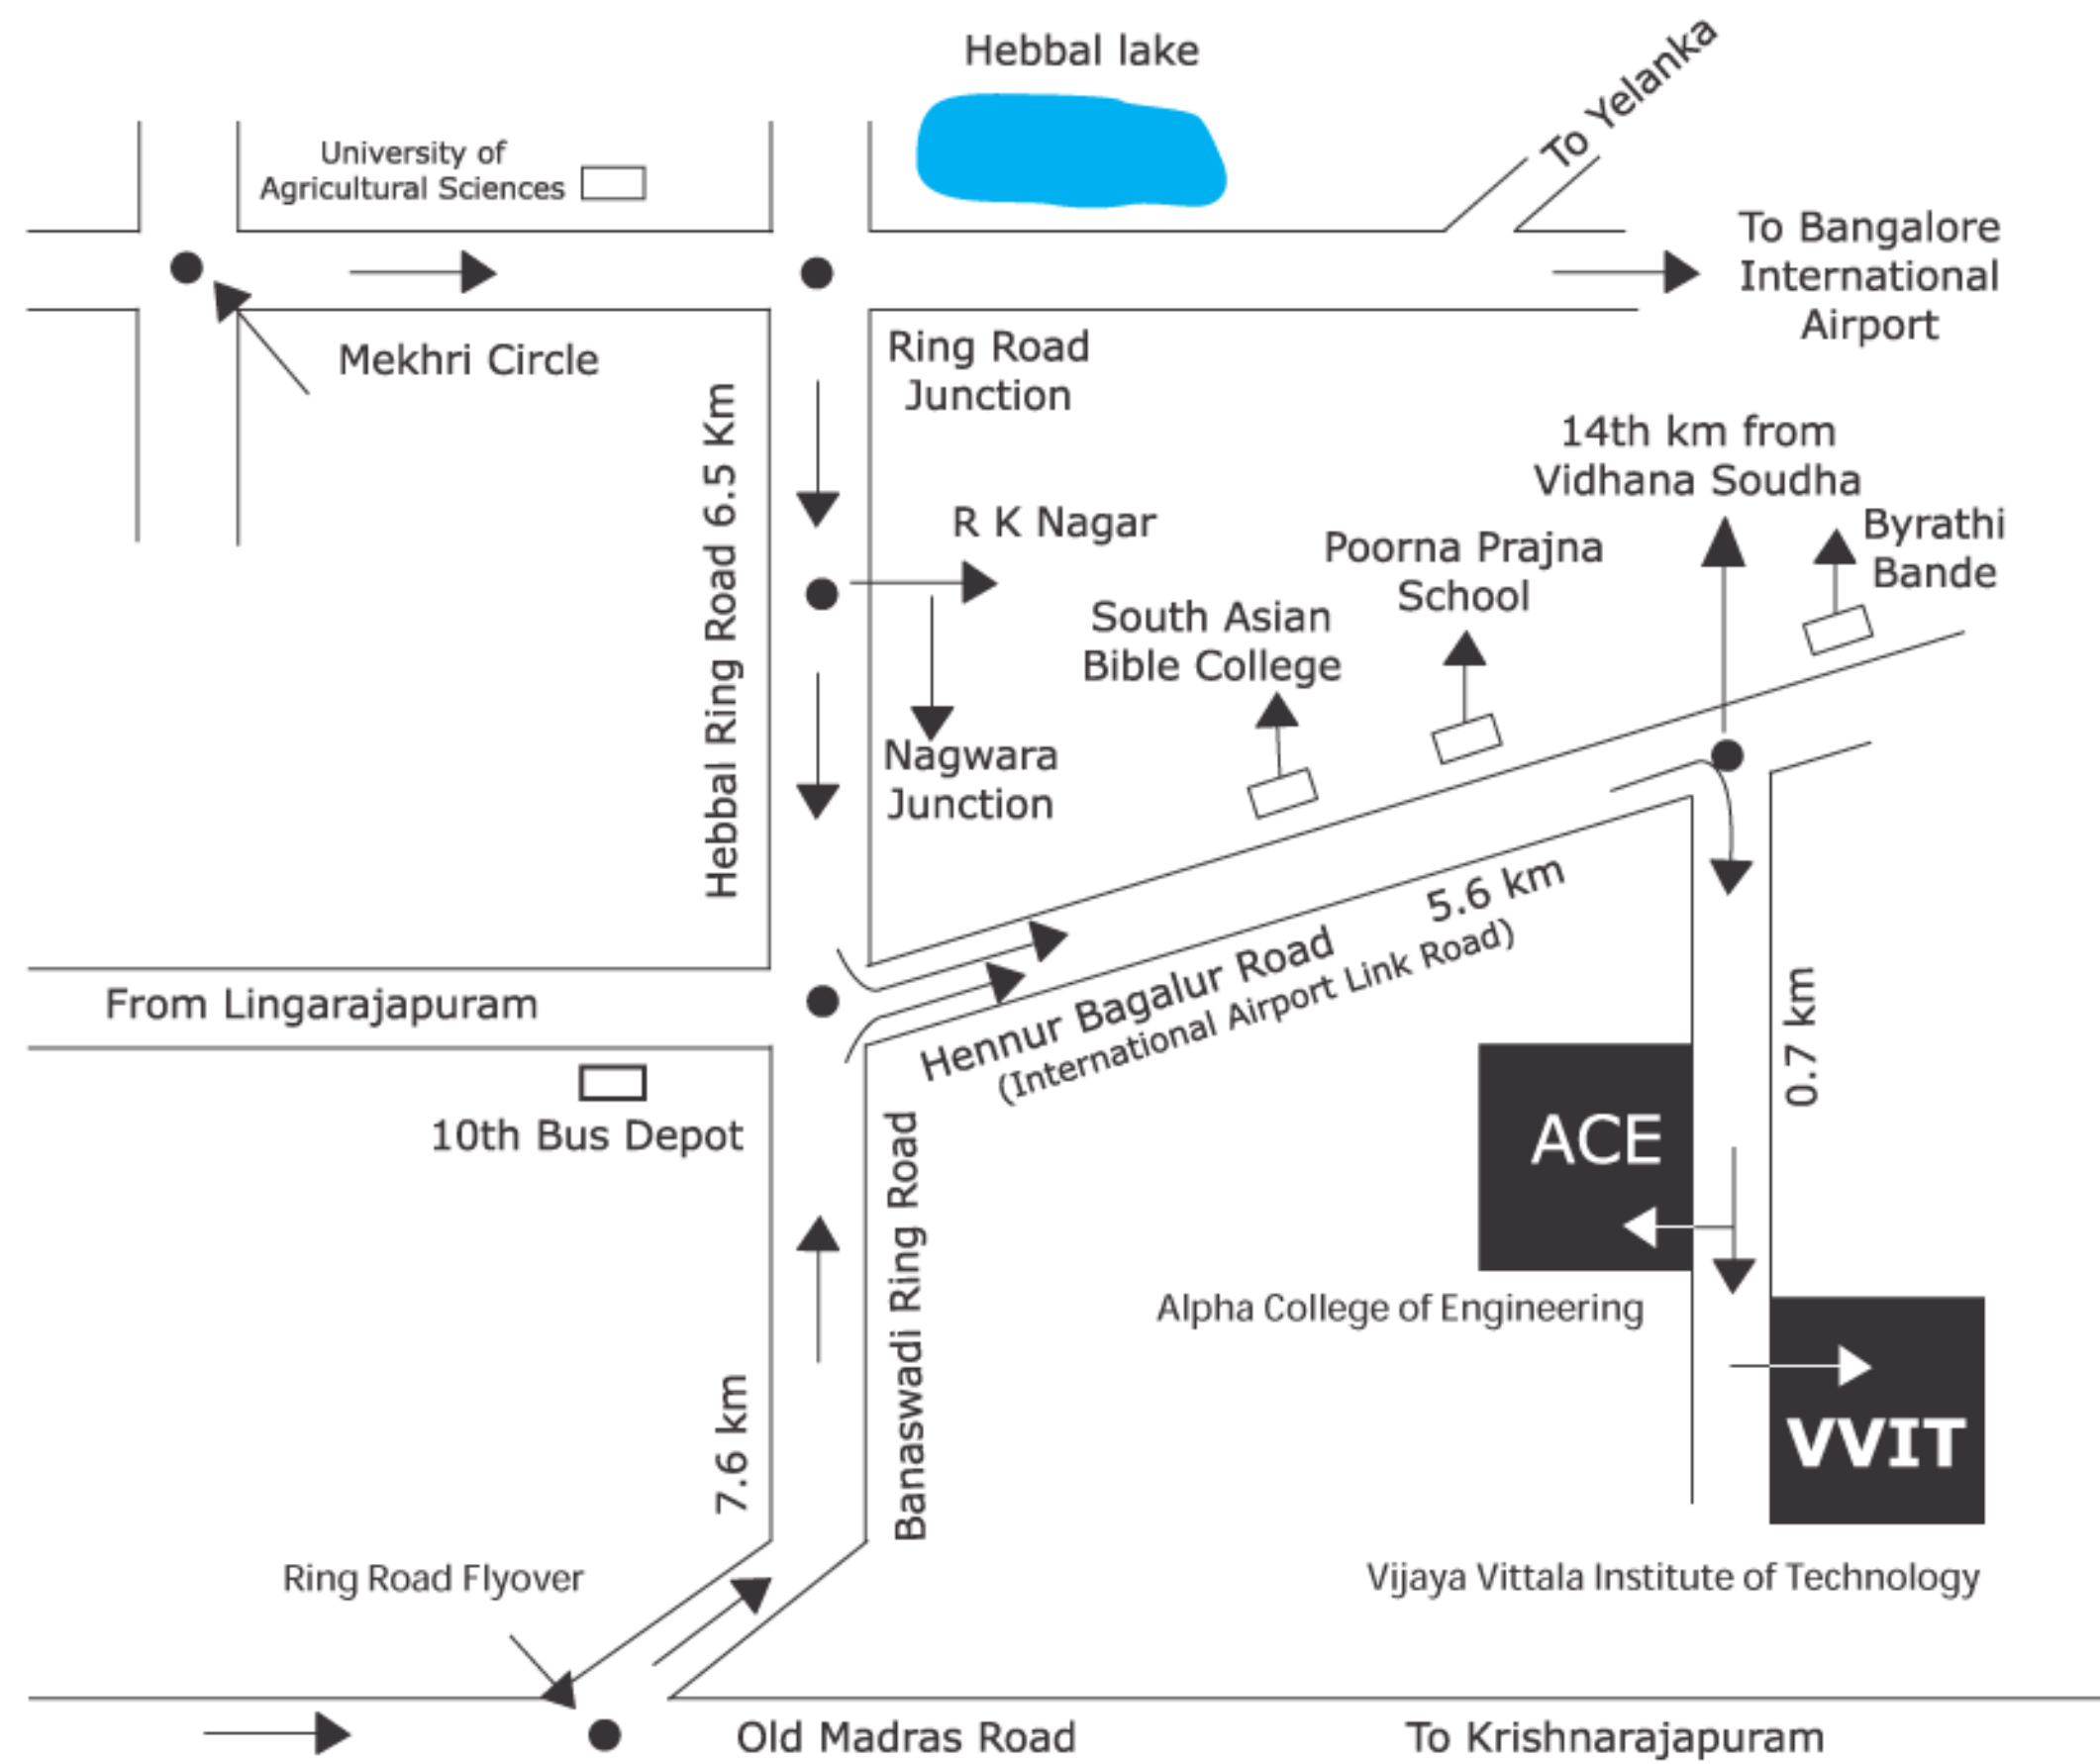 Hebbal lake
To Yelanka
University of
Agricultural Sciences
To Bangalore
International
Airport
Mekhri Circle
Ring Road
Junction
Hebbal Ring Road 6.5 Km
14th km from
Vidhana Soudha
R K Nagar
Byrathi
Bande
Poorna Prajna
School
South Asian
Bible College
Nagwara
Junction
5.6 km
Hennur Bagalur Road
(International Airport Link Road)
From Lingarajapuram
0.7 km
10th Bus Depot
ACE
Banaswadi Ring Road
Alpha College of Engineering
7.6 km
VVIT
Ring Road Flyover
Vijaya Vittala Institute of Technology
Old Madras Road
To Krishnarajapuram